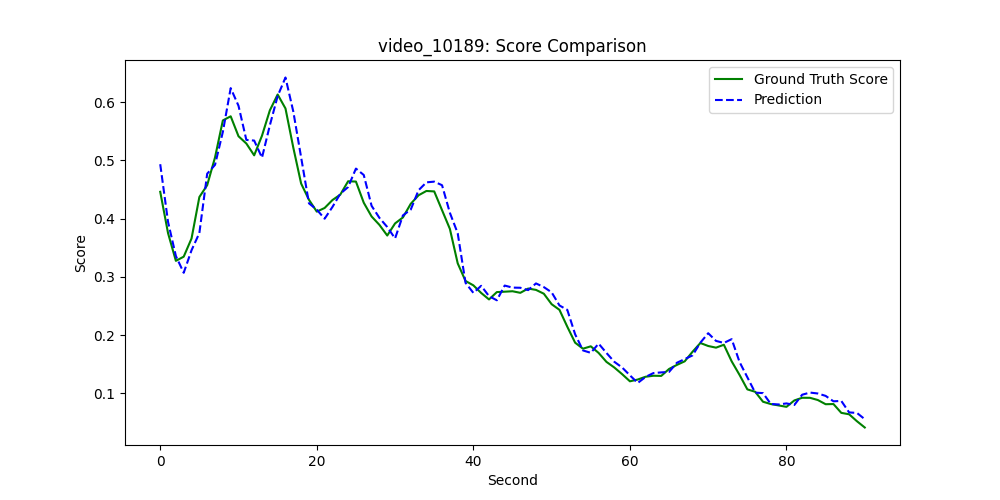 video_10189: Score Comparison
Ground Truth Score
Prediction
Score
0.6
0.5
0.4
0.3
0.2
0.1
0 20 40 60 80
Second